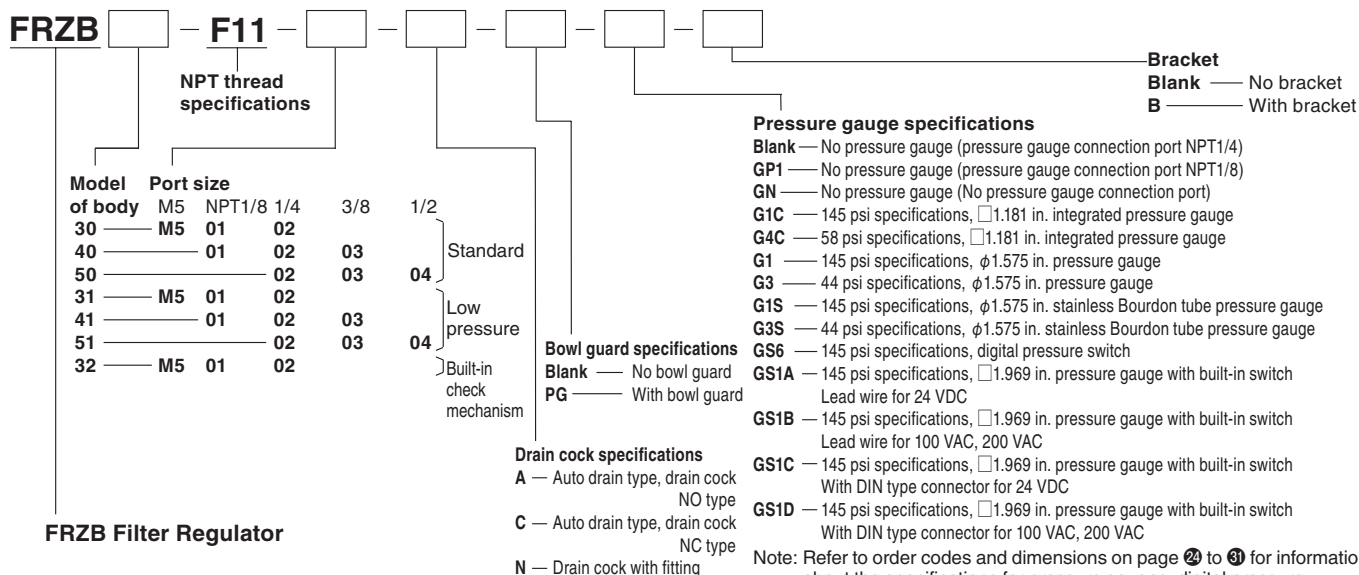 FRZB - F11 - - - - -
NPT thread
specifications
Bracket
Blank — No bracket
B — With bracket
Model Port size
of body M5 NPT1/8 1/4 3/8 1/2
30 — M5 01 02
40 — 01 02 03
50 — 02 03 04
Standard
31 — M5 01 02
41 — 01 02 03
51 — 02 03 04
Low
pressure
32 — M5 01 02
Built-in
check
mechanism
FRZB Filter Regulator
Drain cock specifications
A — Auto drain type, drain cock
NO type
C — Auto drain type, drain cock
NC type
N — Drain cock with fitting
Bowl guard specifications
Blank — No bowl guard
PG — With bowl guard
Pressure gauge specifications
Blank — No pressure gauge (pressure gauge connection port NPT1/4)
GP1 — No pressure gauge (pressure gauge connection port NPT1/8)
GN — No pressure gauge (No pressure gauge connection port)
G1C — 145 psi specifications, □1.181 in. integrated pressure gauge
G4C — 58 psi specifications, □1.181 in. integrated pressure gauge
G1 — 145 psi specifications, φ1.575 in. pressure gauge
G3 — 44 psi specifications, φ1.575 in. pressure gauge
G1S — 145 psi specifications, φ1.575 in. stainless Bourdon tube pressure gauge
G3S — 44 psi specifications, φ1.575 in. stainless Bourdon tube pressure gauge
GS6 — 145 psi specifications, digital pressure switch
GS1A — 145 psi specifications, □1.969 in. pressure gauge with built-in switch
Lead wire for 24 VDC
GS1B — 145 psi specifications, □1.969 in. pressure gauge with built-in switch
Lead wire for 100 VAC, 200 VAC
GS1C — 145 psi specifications, □1.969 in. pressure gauge with built-in switch
With DIN type connector for 24 VDC
GS1D — 145 psi specifications, □1.969 in. pressure gauge with built-in switch
With DIN type connector for 100 VAC, 200 VAC
Note: Refer to order codes and dimensions on page 24 to 31 for informatio